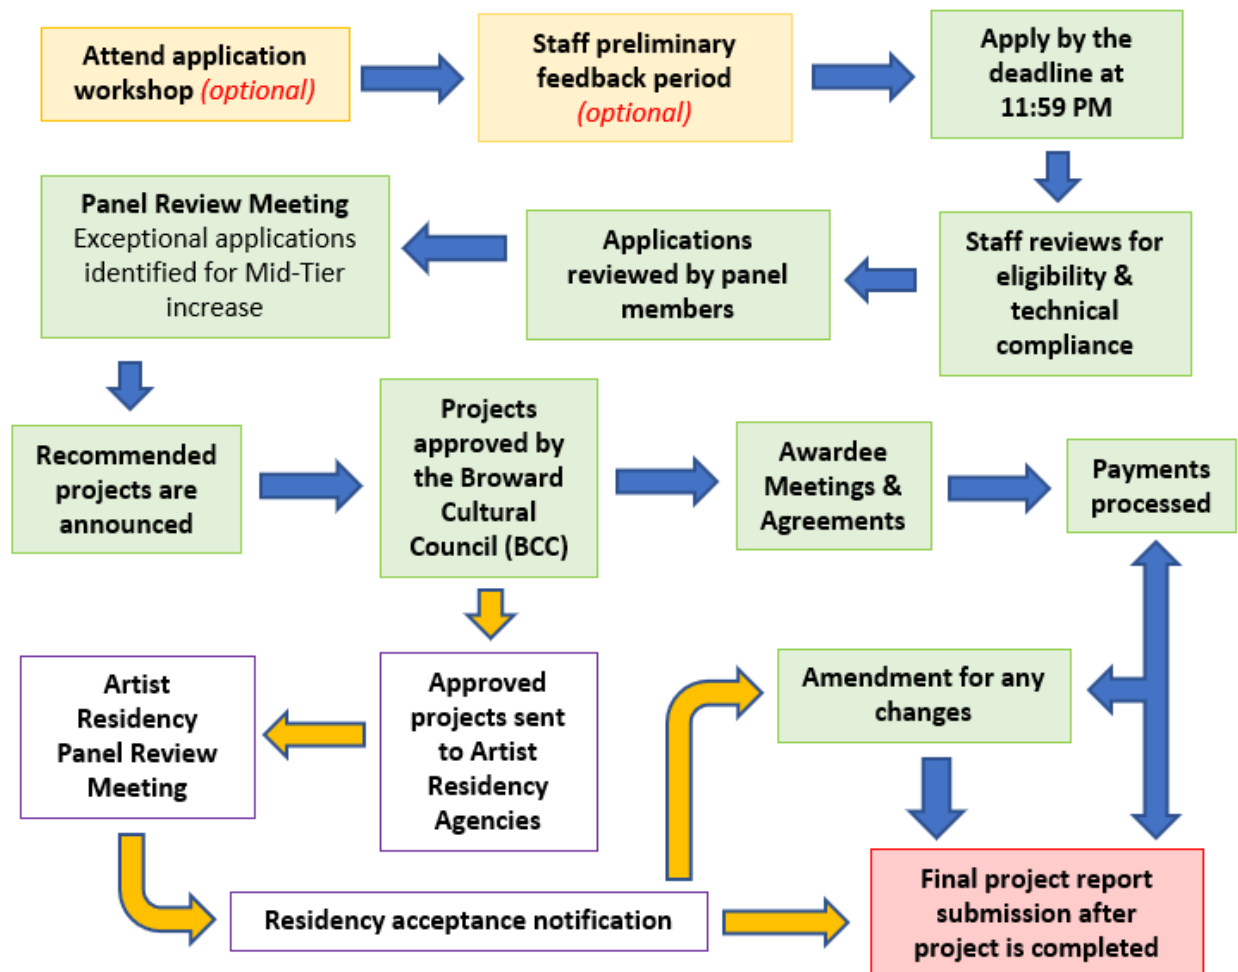 Attend application
workshop (optional)
Staff preliminary
feedback period
(optional)
Apply by the
deadline at
11:59 PM
Panel Review Meeting
Exceptional applications
identified for Mid-Tier
increase
Applications
reviewed by panel
members
Staff reviews for
eligibility &
technical
compliance
Recommended
projects are
announced
Projects
approved by
the Broward
Cultural
Council (BCC)
Awardee
Meetings &
Agreements
Payments
processed
Artist
Residency
Panel Review
Meeting
Approved
projects sent
to Artist
Residency
Agencies
Amendment for any
changes
Residency acceptance notification
Final project report
submission after
project is completed